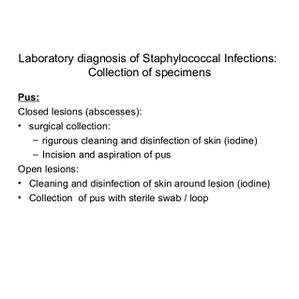 Laboratory diagnosis of Staphylococcal Infections:
Collection of specimens
Pus:
Closed lesions (abscesses):
• surgical collection:
– rigurous cleaning and disinfection of skin (iodine)
– Incision and aspiration of pus
Open lesions:
• Cleaning and disinfection of skin around lesion (iodine)
• Collection of pus with sterile swab / loop